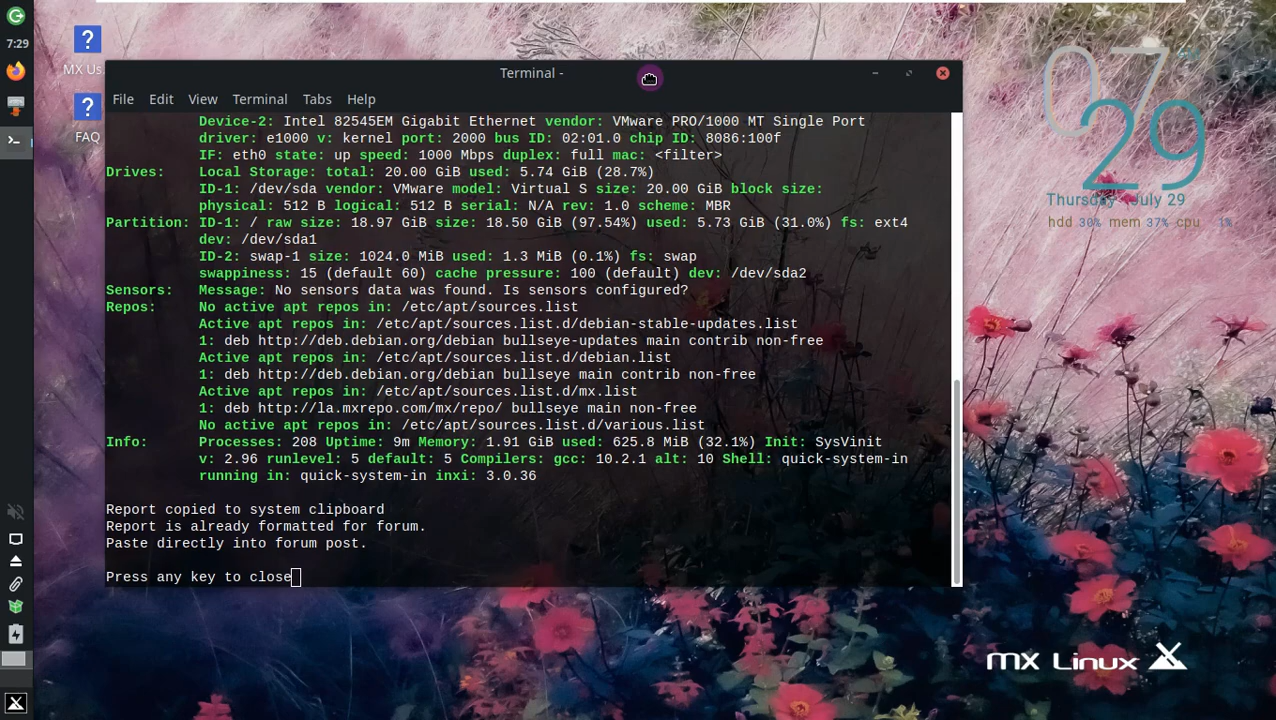 7:29
MX Us
FAQ
Terminal -
File Edit View Terminal Tabs Help
Device-2: Intel 82545EM Gigabit Ethernet vendor: VMware PRO/1000 MT Single Port
driver: e1000 v: kernel port: 2000 bus ID: 02:01.0 chip ID: 8086:100f
IF: eth0 state: up speed: 1000 Mbps duplex: full mac: <filter>
Drives: Local Storage: total: 20.00 GiB used: 5.74 GiB (28.7%)
ID-1: /dev/sda vendor: VMware model: Virtual S size: 20.00 GiB block size:
physical: 512 B logical: 512 B serial: N/A rev: 1.0 scheme: MBR
Partition: ID-1: / raw size: 18.97 GiB size: 18.50 GiB (97.54%) used: 5.73 GiB (31.0%) fs: ext4
dev: /dev/sda1
ID-2: swap-1 size: 1024.0 MiB used: 1.3 MiB (0.1%) fs: swap
swappiness: 15 (default 60) cache pressure: 100 (default) dev: /dev/sda2
Sensors: Message: No sensors data was found. Is sensors configured?
Repos: No active apt repos in: /etc/apt/sources.list
Active apt repos in: /etc/apt/sources.list.d/debian-stable-updates.list
1: deb http://deb.debian.org/debian bullseye-updates main contrib non-free
Active apt repos in: /etc/apt/sources.list.d/debian.list
1: deb http://deb.debian.org/debian bullseye main contrib non-free
Active apt repos in: /etc/apt/sources.list.d/mx.list
1: deb http://la.mxrepo.com/mx/repo/ bullseye main non-free
No active apt repos in: /etc/apt/sources.list.d/various.list
Info: Processes: 208 Uptime: 9m Memory: 1.91 GiB used: 625.8 MiB (32.1%) Init: SysVinit
v: 2.96 runlevel: 5 default: 5 Compilers: gcc: 10.2.1 alt: 10 Shell: quick-system-in
running in: quick-system-in inxi: 3.0.36
Report copied to system clipboard
Report is already formatted for forum.
Paste directly into forum post.
Press any key to close
07
29
Thursday July 29
hdd 30% mem 37% cpu 1%
MX Linux